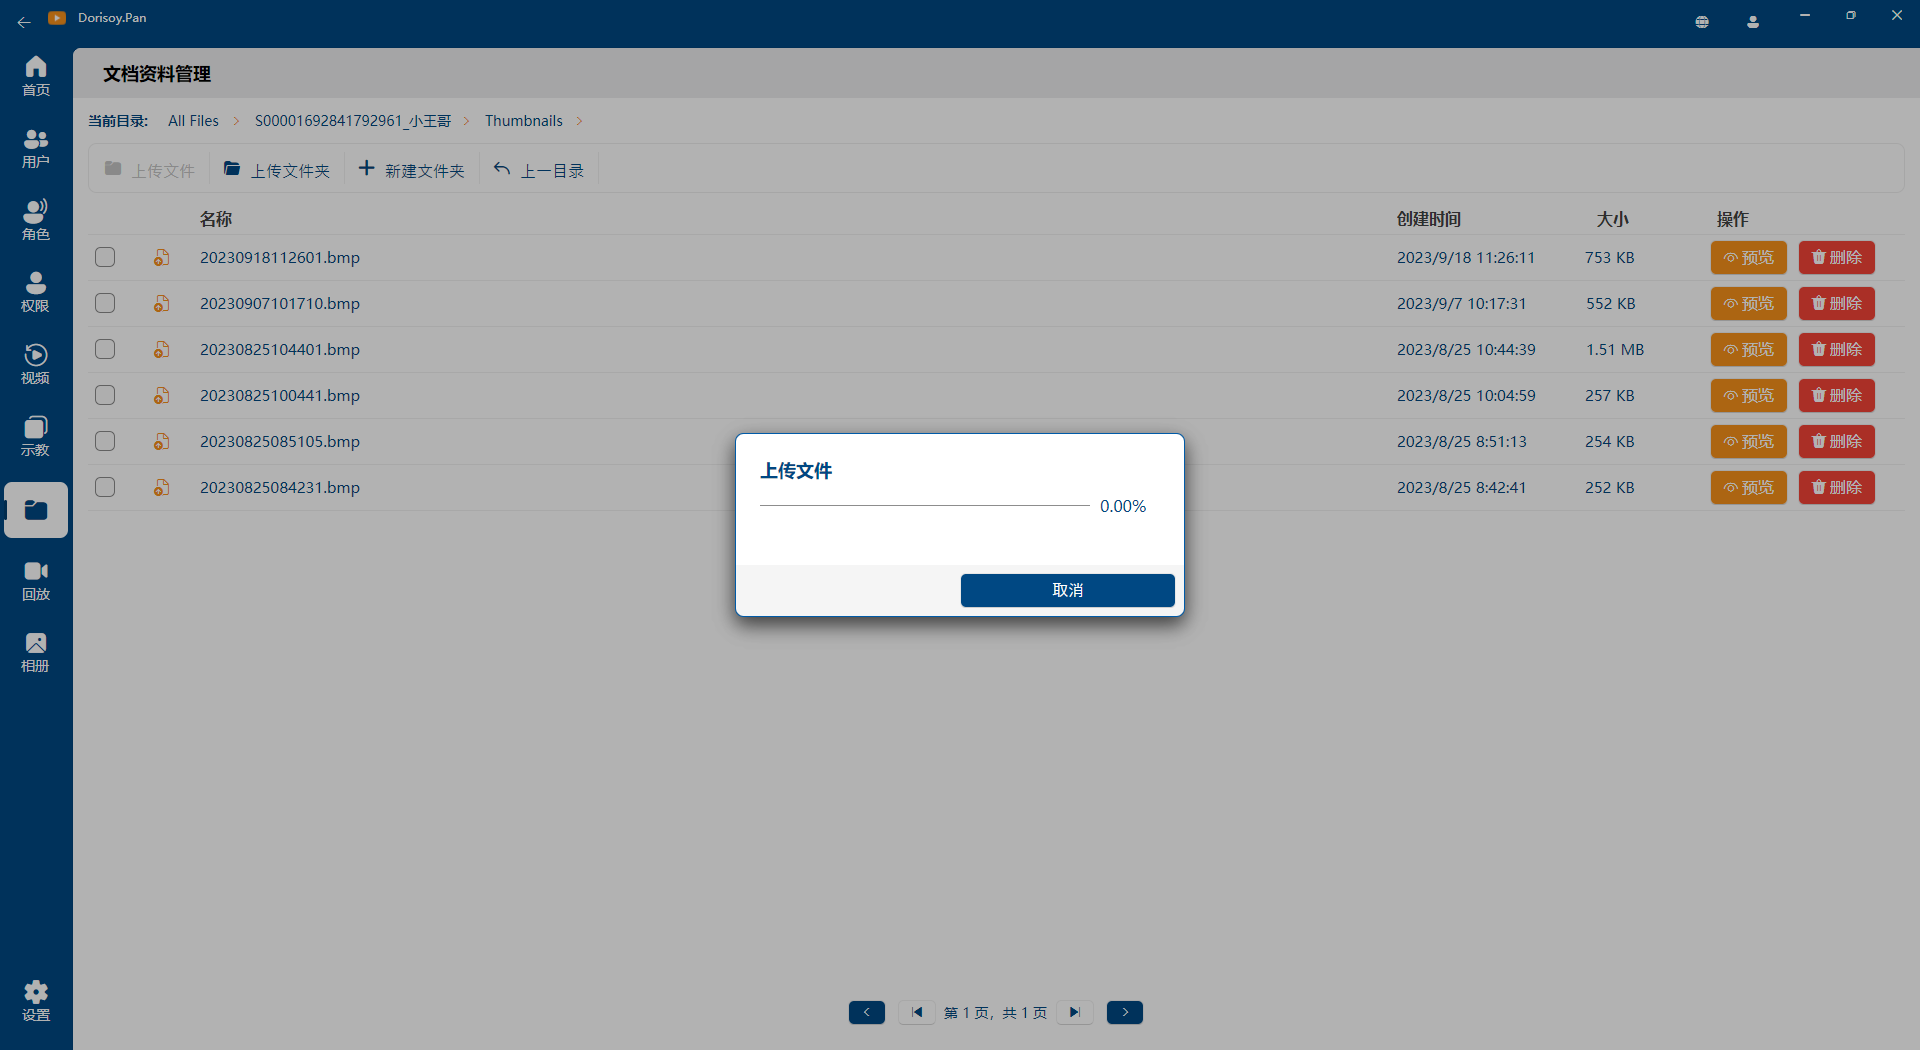 Dorisoy.Pan
首页
用户
角色
权限
视频
示教
回放
相册
设置
文档资料管理
当前目录: All Files > S00001692841792961_小王哥 > Thumbnails >
上传文件 上传文件夹 新建文件夹 上一目录
名称 创建时间 大小 操作
20230918112601.bmp 2023/9/18 11:26:11 753 KB 预览 删除
20230907101710.bmp 2023/9/7 10:17:31 552 KB 预览 删除
20230825104401.bmp 2023/8/25 10:44:39 1.51 MB 预览 删除
20230825100441.bmp 2023/8/25 10:04:59 257 KB 预览 删除
20230825085105.bmp 2023/8/25 8:51:13 254 KB 预览 删除
20230825084231.bmp 2023/8/25 8:42:41 252 KB 预览 删除
上传文件
0.00%
取消
第 1 页, 共 1 页